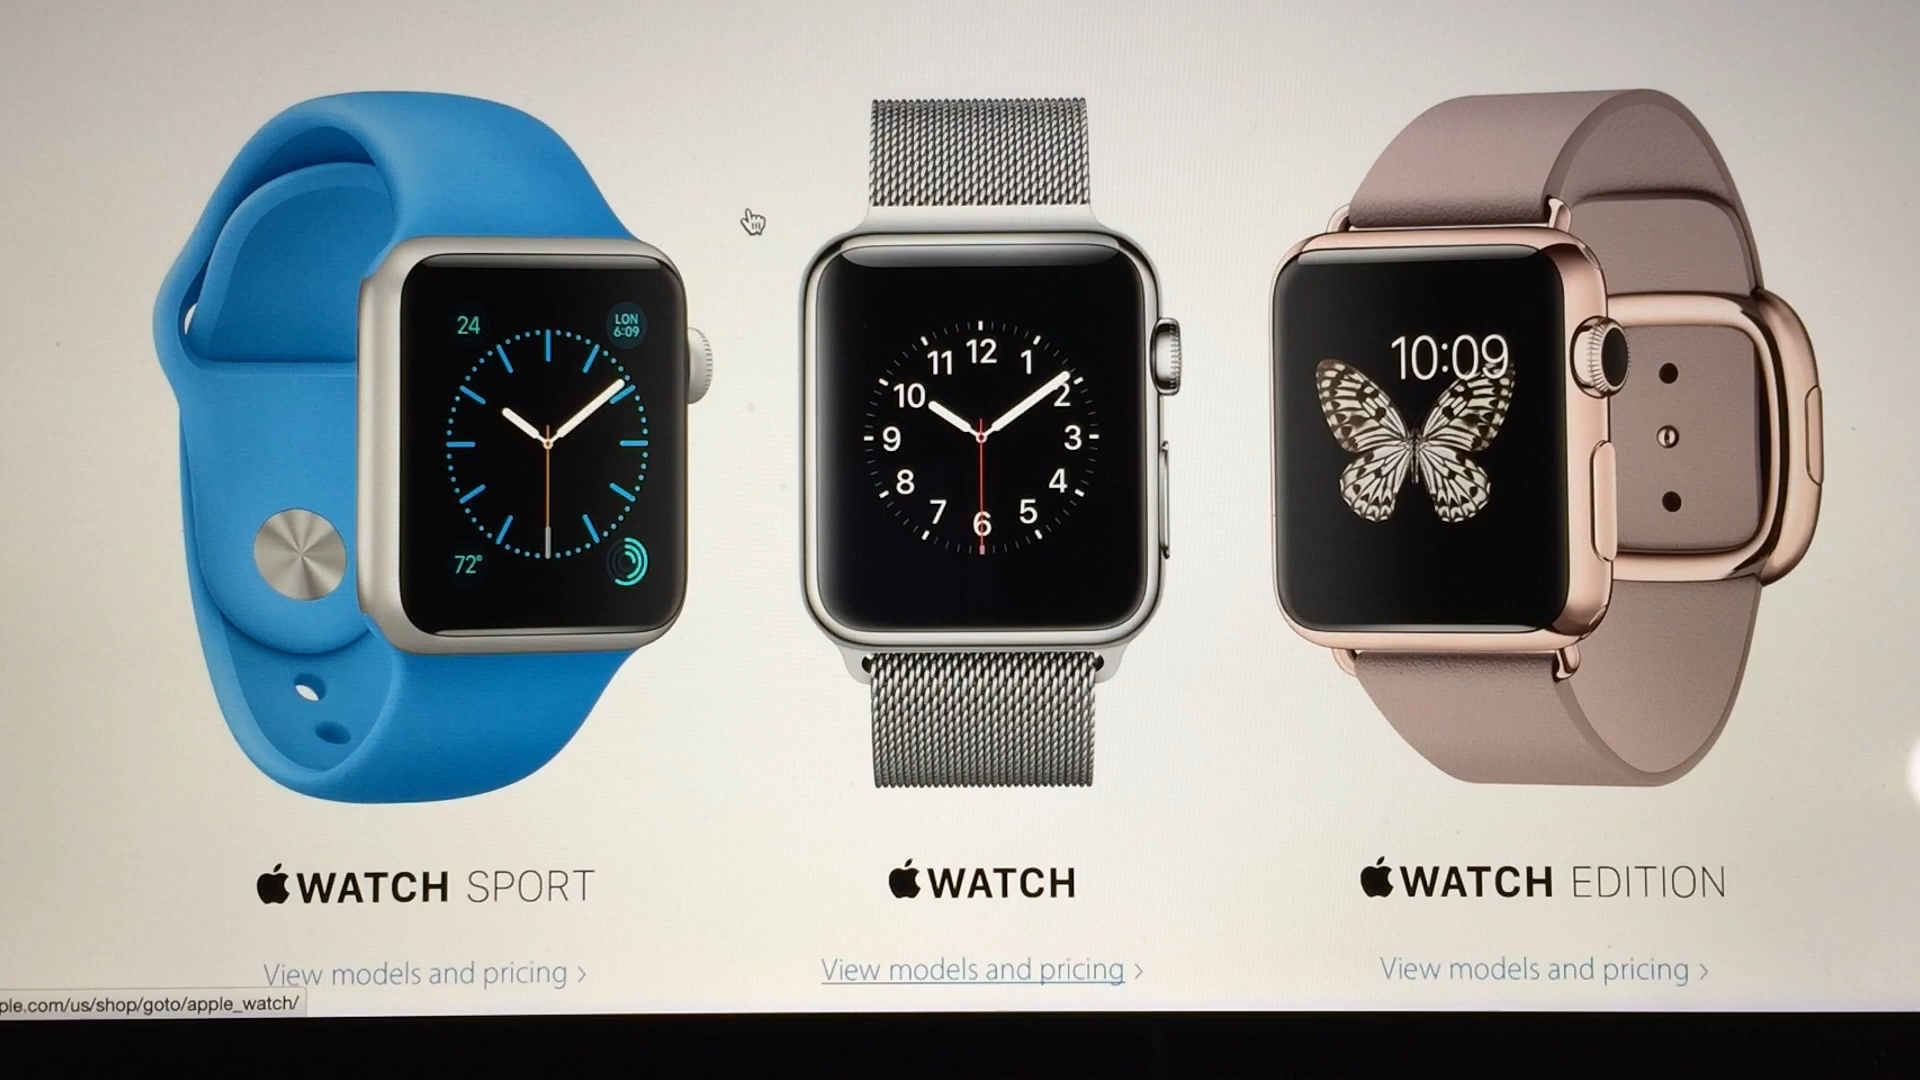 24
LON
6:09
72°
12
1
2
3
4
5
6
7
8
9
10
11
10:09
WATCH SPORT
WATCH
WATCH EDITION
View models and pricing >
View models and pricing >
View models and pricing >
ple.com/us/shop/goto/apple_watch/